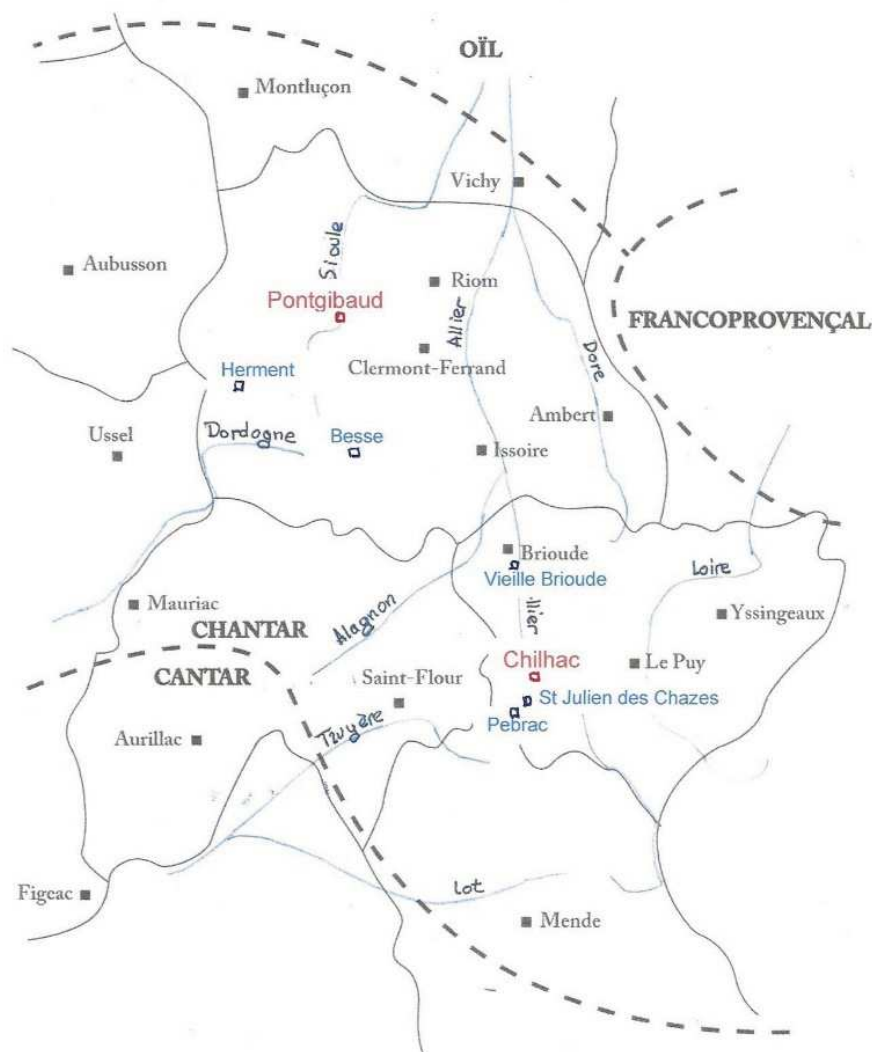 OÏL
Montluçon
Vichy
Aubusson
Sioule
Riom
Pontgibaud
Allier
FRANCOPROVENÇAL
Clermont-Ferrand
Dore
Herment
Ambert
Ussel
Dordogne
Besse
Issoire
Brioude
Vieille Brioude
Loire
Mauriac
Alagnon
llier
Yssingeaux
CHANTAR
Chilhac
Le Puy
CANTAR
Saint-Flour
St Julien des Chazes
Pebrac
Truyère
Aurillac
Figeac
Lot
Mende